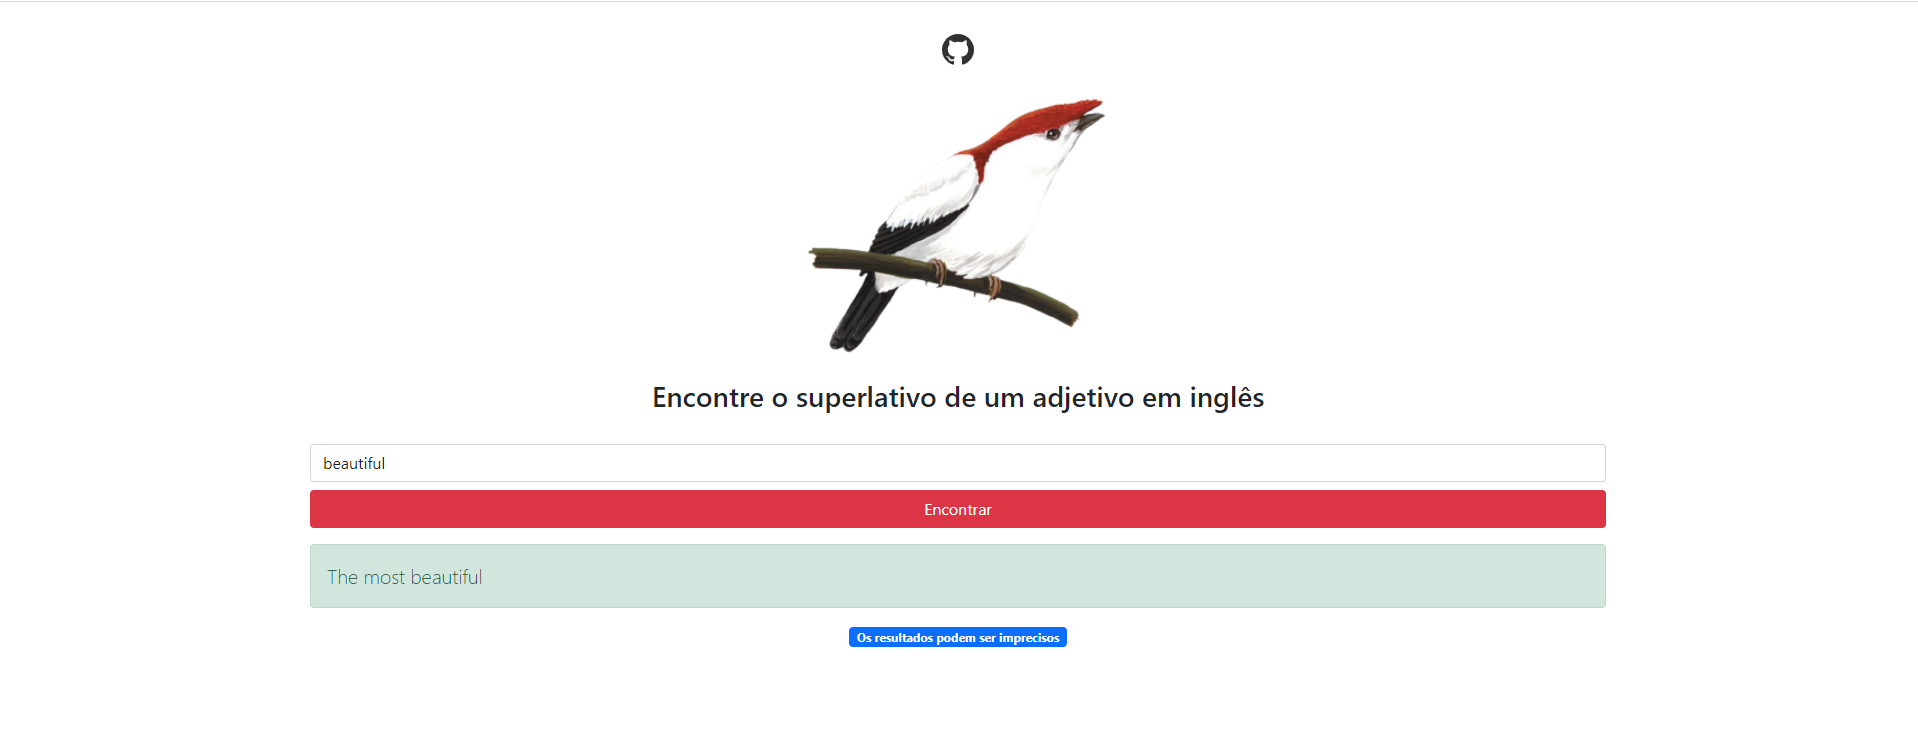 Encontre o superlativo de um adjetivo em inglês
beautiful
Encontrar
The most beautiful
Os resultados podem ser imprecisos